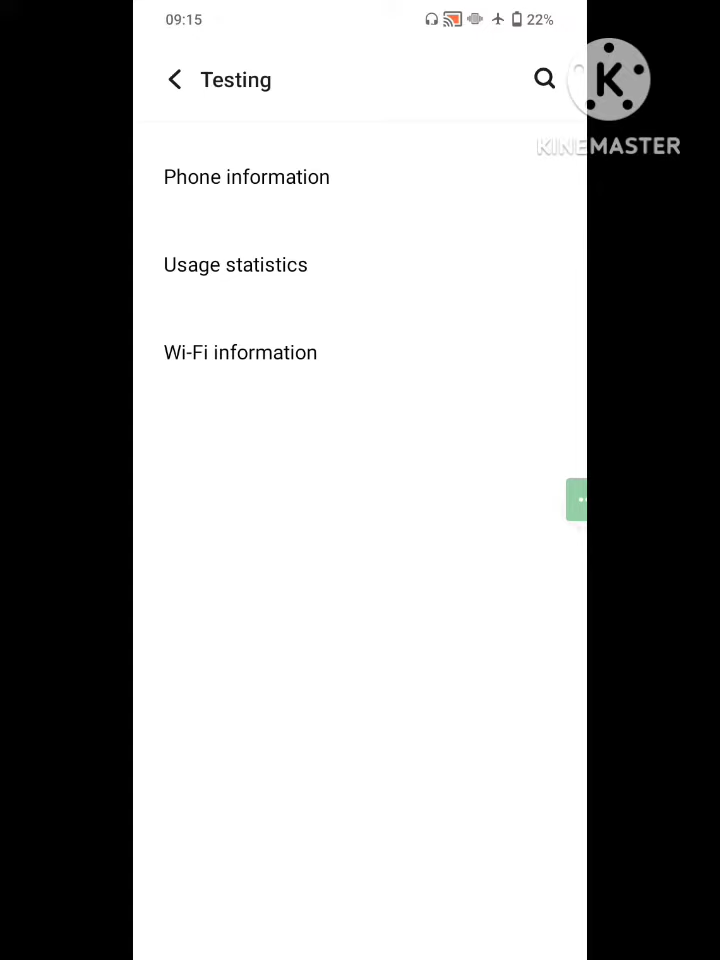 09:15
22%
Testing
K
KINEMASTER
Phone information
Usage statistics
Wi-Fi information